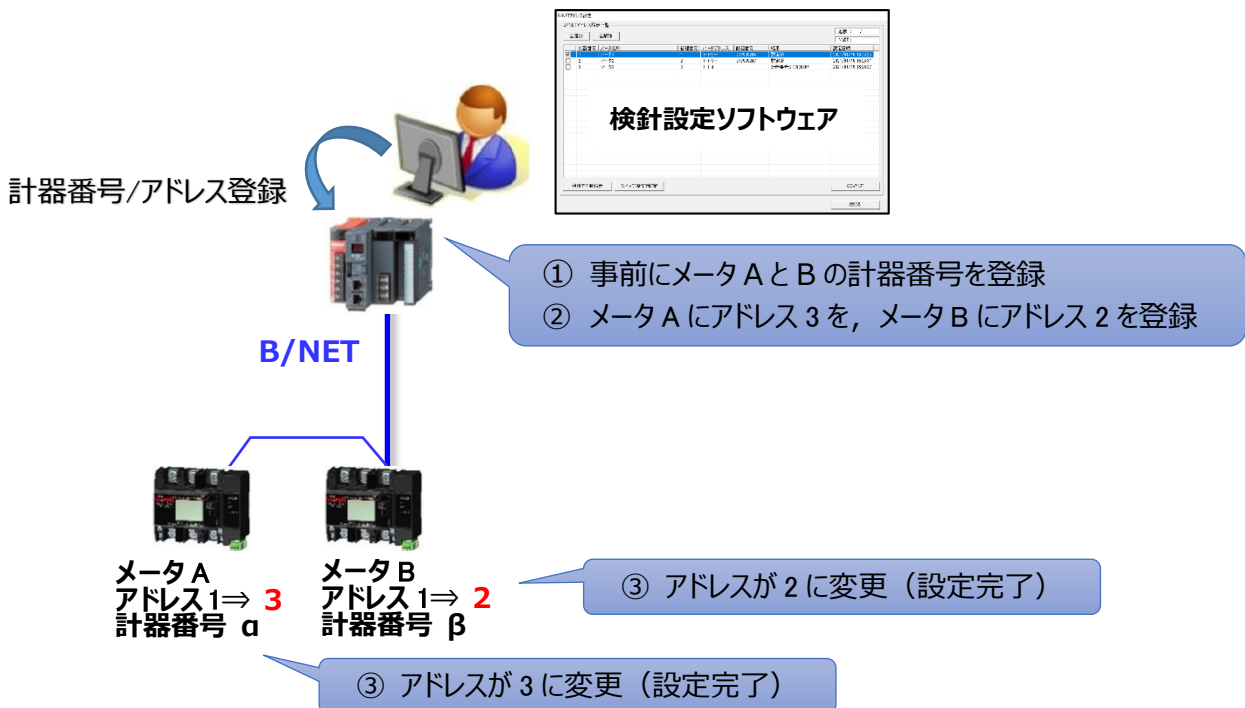 検針設定ソフトウェア
計器番号/アドレス登録
① 事前にメータ A と B の計器番号を登録
② メータ A にアドレス 3 を，メータ B にアドレス 2 を登録
B/NET
メータ A
アドレス 1⇒ 3
計器番号 α
メータ B
アドレス 1⇒ 2
計器番号 β
③ アドレスが 2 に変更（設定完了）
③ アドレスが 3 に変更（設定完了）